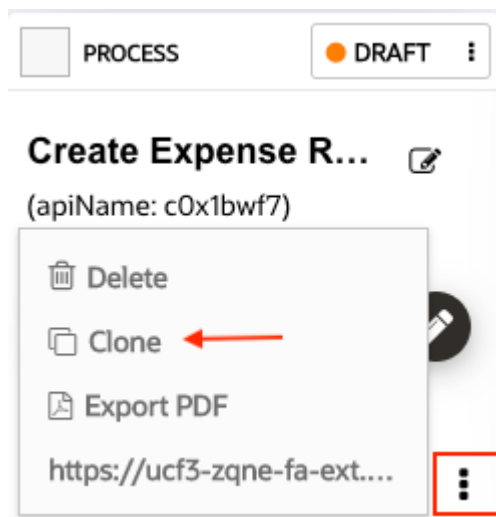 PROCESS
DRAFT
Create Expense R...
(apiName: c0x1bwf7)
Delete
Clone
Export PDF
https://ucf3-zqne-fa-ext....